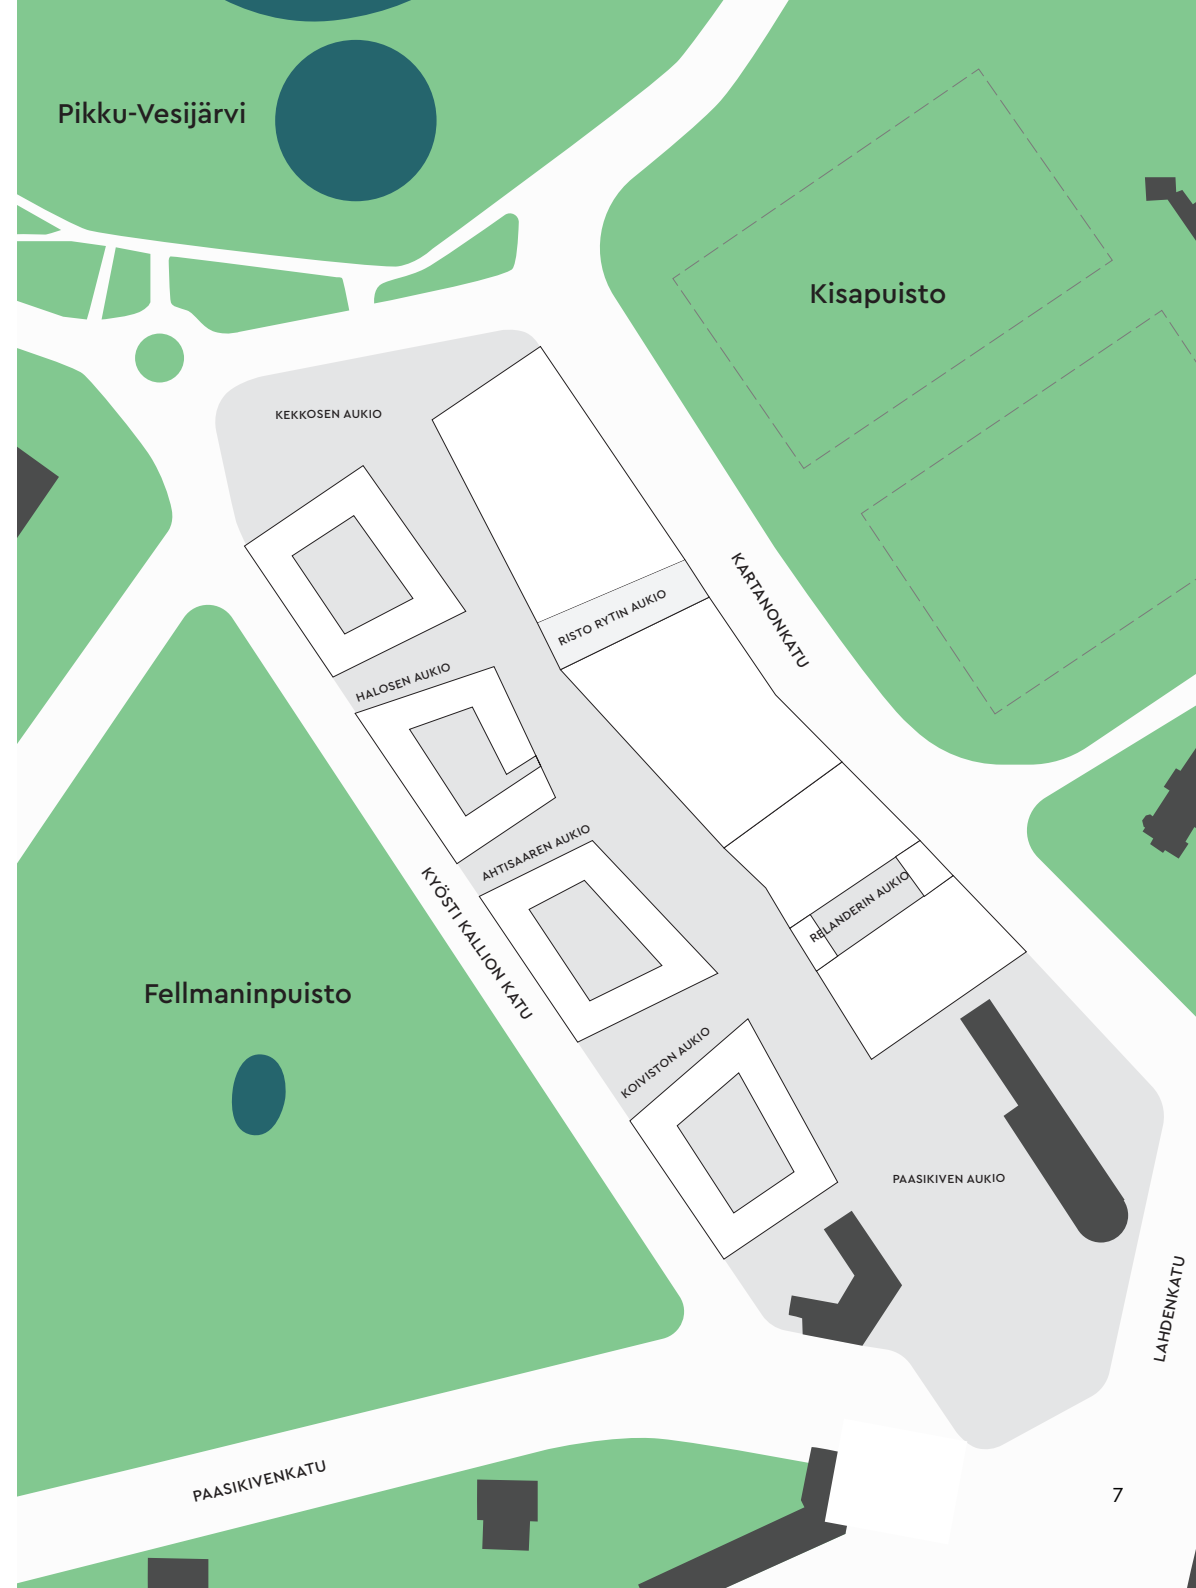 Pikku-Vesijärvi
Kisapuisto
KEKKOSEN AUKIO
RISTO RYTIN AUKIO
KARTANONKATU
HALOSEN AUKIO
AHTISAAREN AUKIO
KYÖSTI KALLION KATU
RELANDERIN AUKIO
Fellmaninpuisto
KOIVISTON AUKIO
PAASIKIVEN AUKIO
LAHDENKATU
PAASIKIVENKATU
7